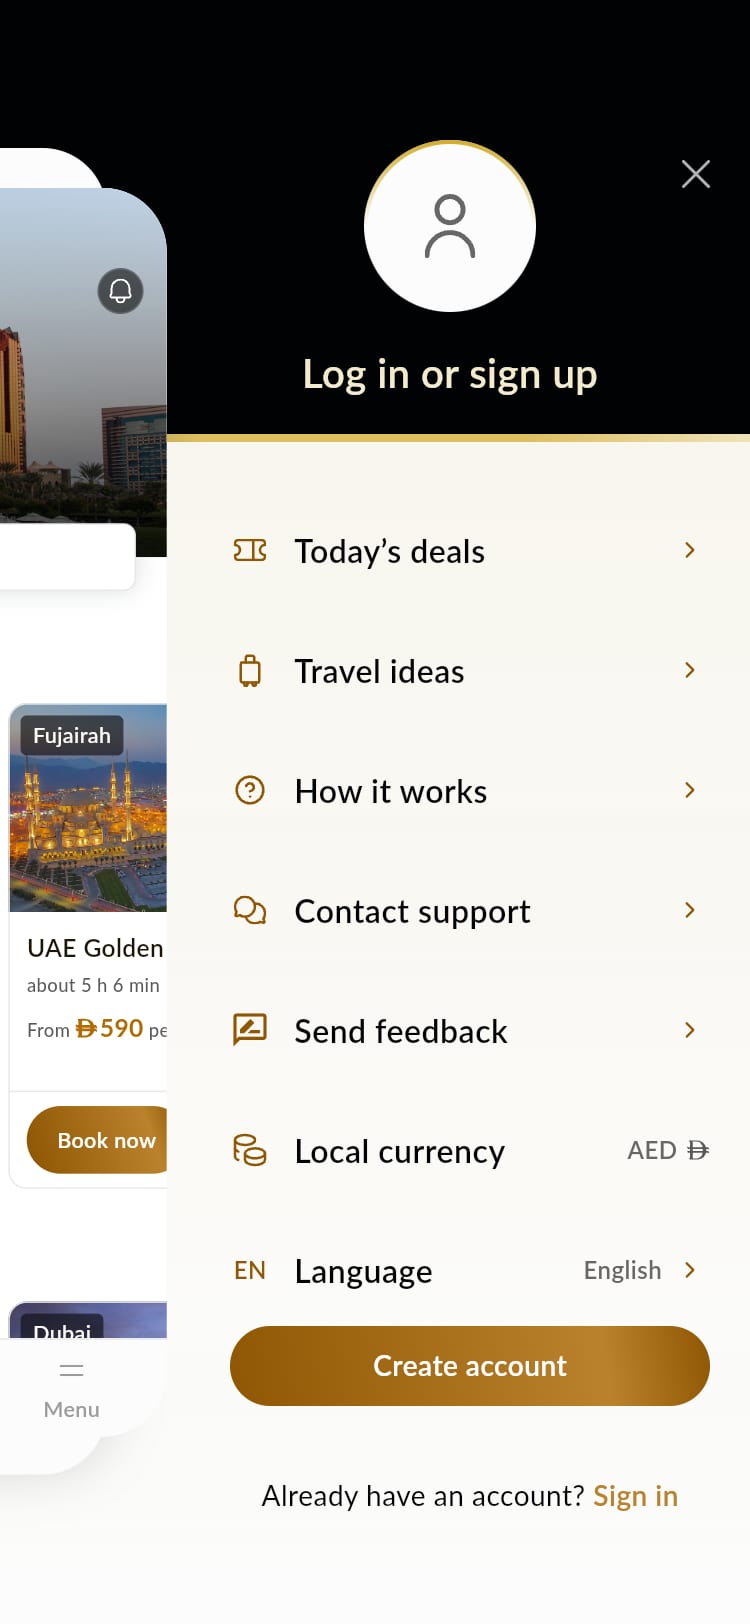 Log in or sign up
Today’s deals
Travel ideas
How it works
Contact support
Send feedback
Local currency AED
EN Language English
Create account
Already have an account? Sign in
Fujairah
UAE Golden
about 5 h 6 min
From 590
Book now
Dubai
Menu